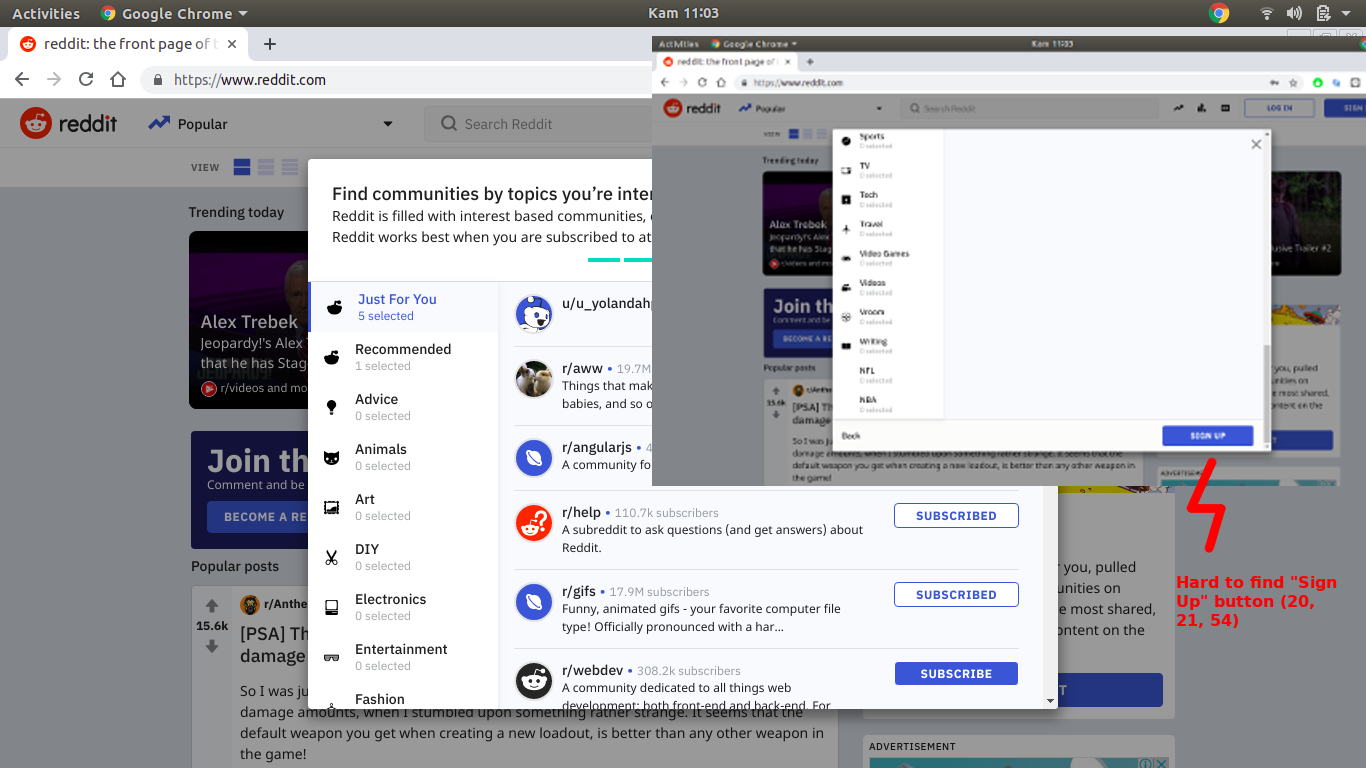 Activities
Google Chrome
Kam 11:03
reddit: the front page of t
https://www.reddit.com
reddit
Popular
Search Reddit
VIEW
Trending today
Alex Trebek
Jeopardy!'s Alex
that he has Stag
r/videos and mo
Join th
Comment and be
BECOME A RE
Popular posts
r/Anthe
15.6k
[PSA] Th
damage
So I was ju
damage amounts, when I stumbled upon something rather strange. It seems that the
default weapon you get when creating a new loadout, is better than any other weapon in
the game!
Find communities by topics you're inter
Reddit is filled with interest based communities,
Reddit works best when you are subscribed to at
Just For You
5 selected
Recommended
1 selected
Advice
0 selected
Animals
0 selected
Art
0 selected
DIY
0 selected
Electronics
0 selected
Entertainment
0 selected
Fashion
u/u_yolandahp
r/aww • 19.7M
Things that mak
babies, and so o
r/angularjs • 4
A community fo
r/help • 110.7k subscribers
A subreddit to ask questions (and get answers) about
Reddit.
SUBSCRIBED
r/gifs • 17.9M subscribers
Funny, animated gifs - your favorite computer file
type! Officially pronounced with a har...
SUBSCRIBED
r/webdev • 308.2k subscribers
A community dedicated to all things web
development: both front-end and back-end. For
SUBSCRIBE
you, pulled
unities on
e most shared,
ontent on the
T
ADVERTISEMENT
Activities
Google Chrome
Kam 11:03
reddit: the front page of
https://www.reddit.com
reddit
Popular
Search Reddit
LOG IN
SIGN
VIEW
Trending today
Alex Trebek
Jeopardy!'s Alex
that he has Stag
r/videos and mo
usive Trailer #2
Join th
Comment and be
BECOME A RE
Popular posts
r/Anthe
15.6k
[PSA] Th
damage
So I was ju
damage amounts, when I stumbled upon something rather strange. It seems that the
default weapon you get when creating a new loadout, is better than any other weapon in
the game!
Sports
0 selected
TV
0 selected
Tech
0 selected
Travel
0 selected
Video Games
0 selected
Videos
0 selected
Vroom
0 selected
Writing
0 selected
NFL
0 selected
NBA
0 selected
Back
SIGN UP
you, pulled
unities on
e most shared,
ontent on the
T
ADVERTISEMENT
Hard to find "Sign
Up" button (20,
21, 54)